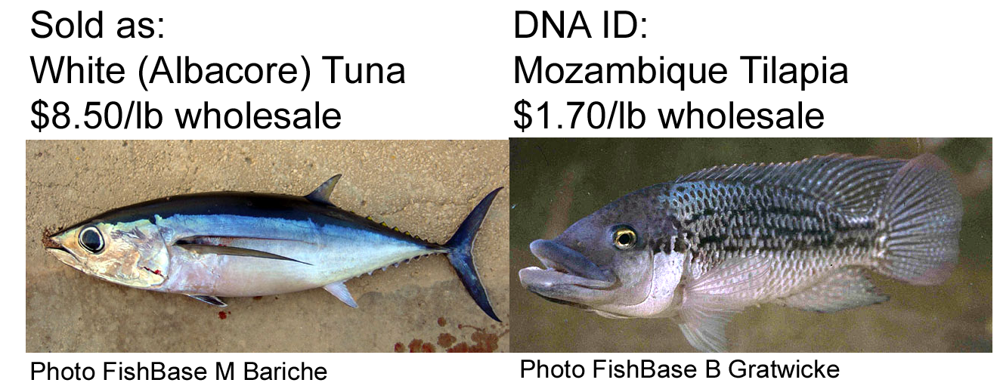 Sold as:
White (Albacore) Tuna
$8.50/lb wholesale
Photo FishBase M Bariche
DNA ID:
Mozambique Tilapia
$1.70/lb wholesale
Photo FishBase B Gratwicke